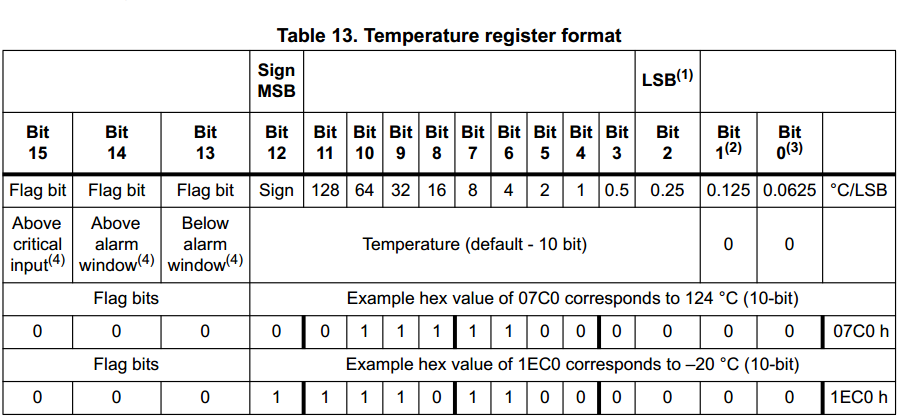 Table 13. Temperature register format
Sign MSB LSB(1)
Bit 15 Bit 14 Bit 13 Bit 12 Bit 11 Bit 10 Bit 9 Bit 8 Bit 7 Bit 6 Bit 5 Bit 4 Bit 3 Bit 2 Bit 1(2) Bit 0(3)
Flag bit Flag bit Flag bit Sign 128 64 32 16 8 4 2 1 0.5 0.25 0.125 0.0625 °C/LSB
Above critical input(4) Above alarm window(4) Below alarm window(4) Temperature (default - 10 bit) 0 0
Flag bits Example hex value of 07C0 corresponds to 124 °C (10-bit)
0 0 0 0 0 1 1 1 1 1 0 0 0 0 0 0 07C0 h
Flag bits Example hex value of 1EC0 corresponds to –20 °C (10-bit)
0 0 0 1 1 1 1 0 1 1 0 0 0 0 0 0 1EC0 h